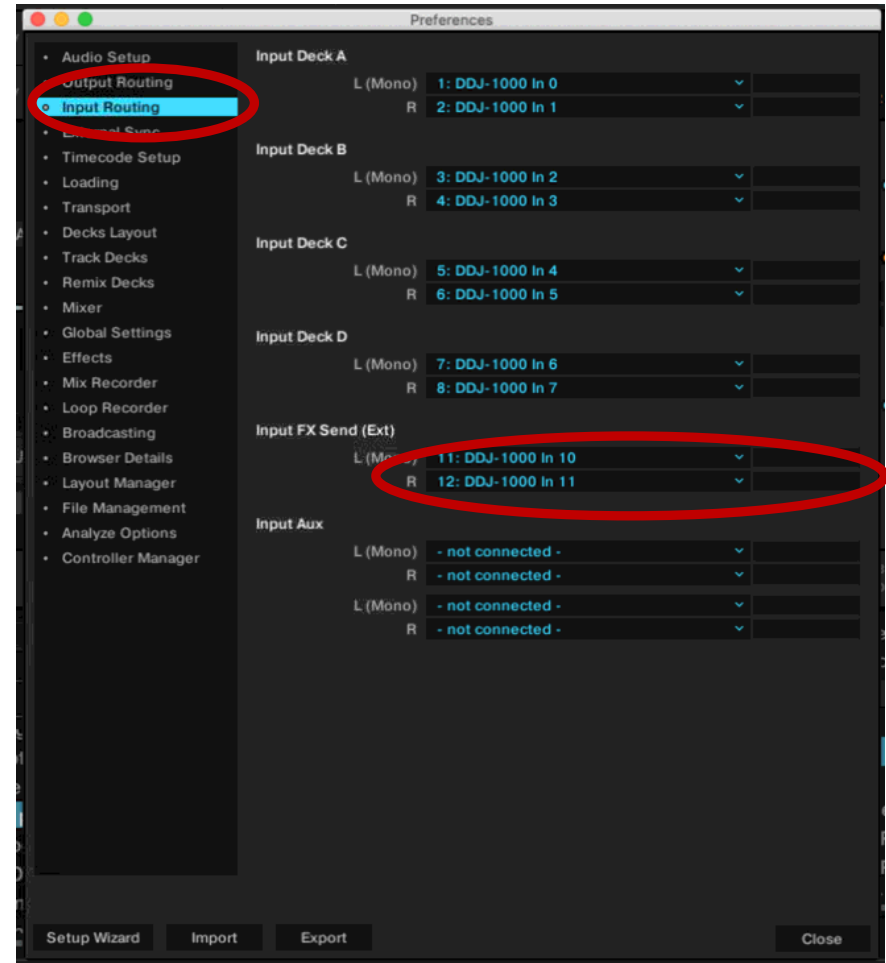 Preferences
Audio Setup
Output Routing
Input Routing
External Sync
Timecode Setup
Loading
Transport
Decks Layout
Track Decks
Remix Decks
Mixer
Global Settings
Effects
Mix Recorder
Loop Recorder
Broadcasting
Browser Details
Layout Manager
File Management
Analyze Options
Controller Manager
Input Deck A
L (Mono) 1: DDJ-1000 In 0
R 2: DDJ-1000 In 1
Input Deck B
L (Mono) 3: DDJ-1000 In 2
R 4: DDJ-1000 In 3
Input Deck C
L (Mono) 5: DDJ-1000 In 4
R 6: DDJ-1000 In 5
Input Deck D
L (Mono) 7: DDJ-1000 In 6
R 8: DDJ-1000 In 7
Input FX Send (Ext)
L (Mono) 11: DDJ-1000 In 10
R 12: DDJ-1000 In 11
Input Aux
L (Mono) - not connected -
R - not connected -
L (Mono) - not connected -
R - not connected -
Setup Wizard Import Export Close